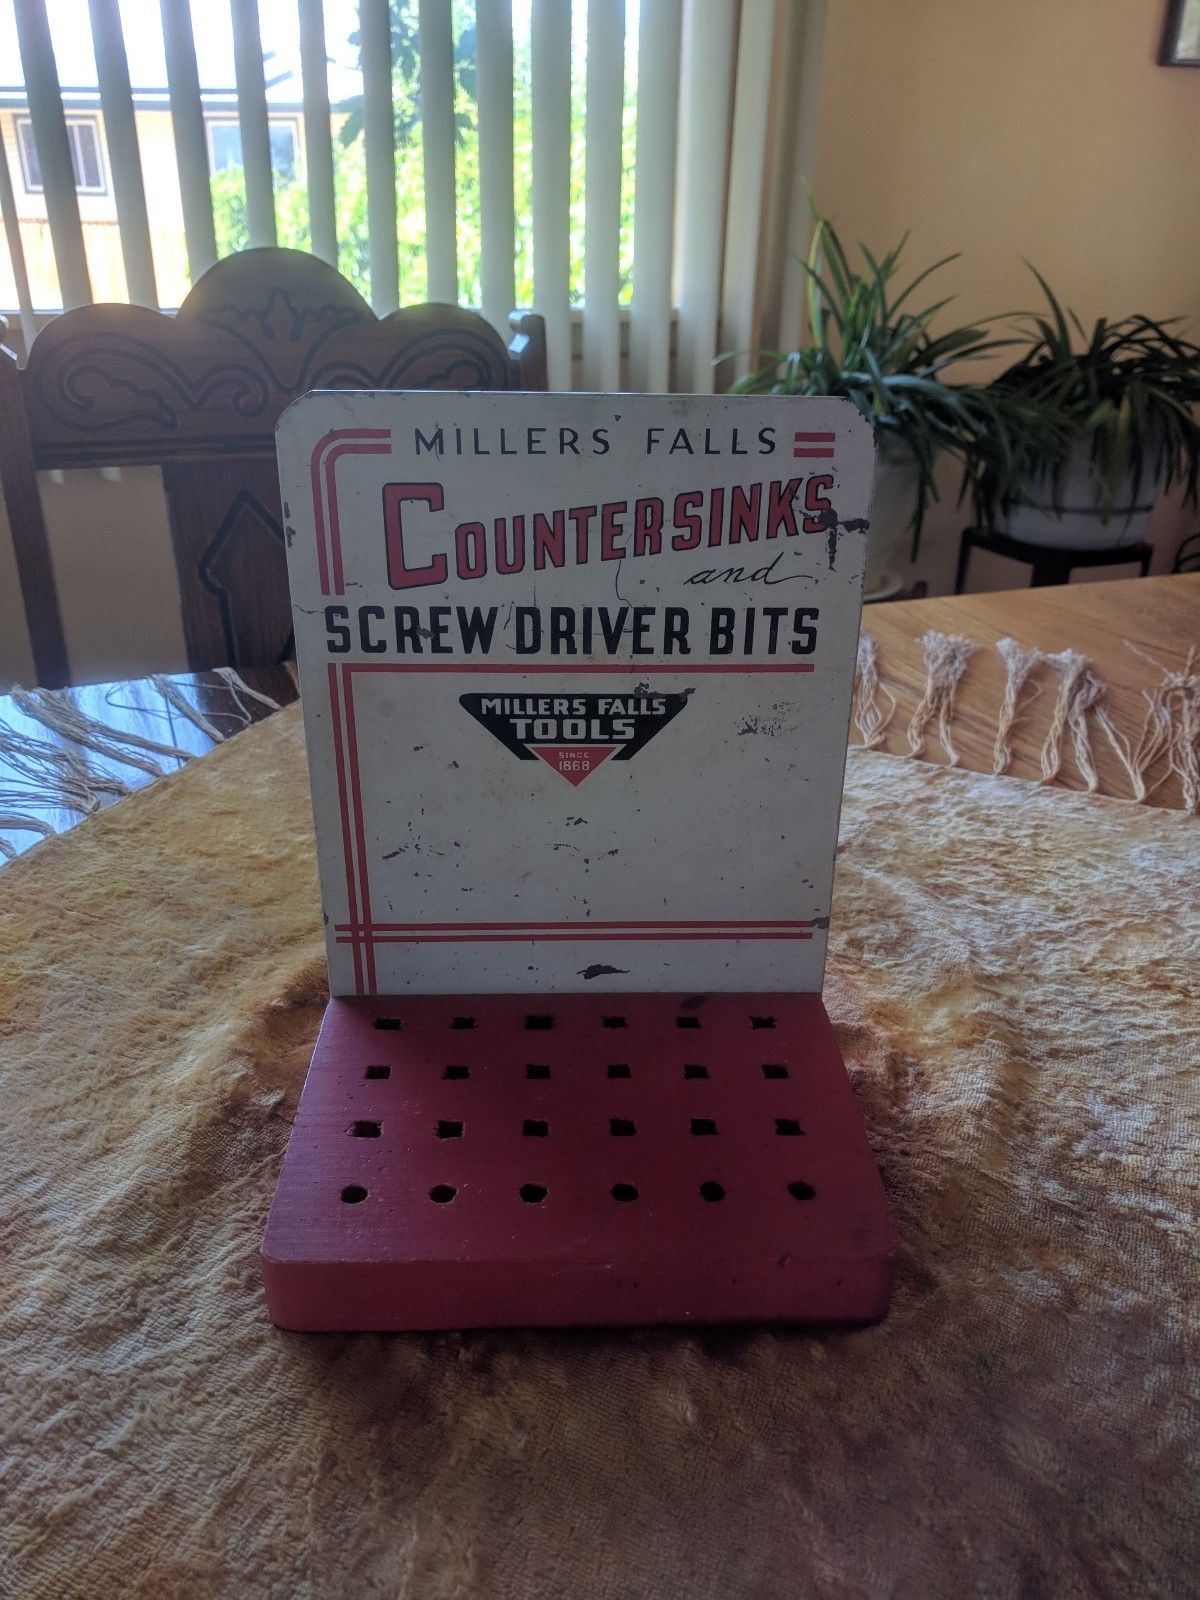 MILLERS FALLS
COUNTERSINKS
and
SCREW DRIVER BITS
MILLERS FALLS
TOOLS
SINCE
1868